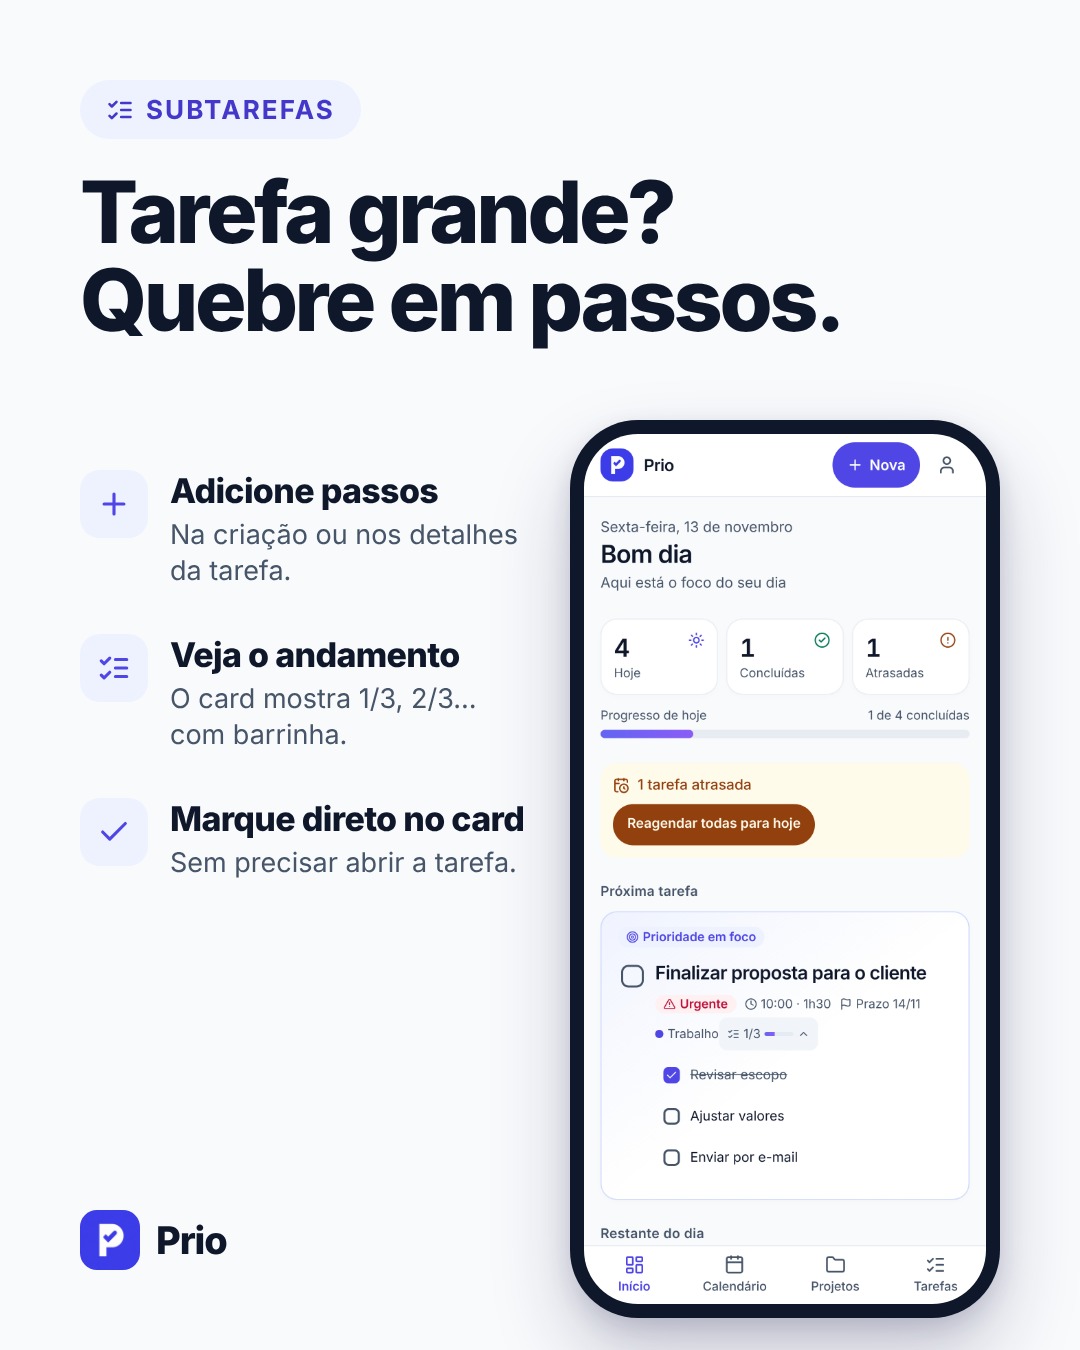 SUBTAREFAS
Tarefa grande?
Quebre em passos.
Adicione passos
Na criação ou nos detalhes
da tarefa.
Veja o andamento
O card mostra 1/3, 2/3...
com barrinha.
Marque direto no card
Sem precisar abrir a tarefa.
Prio
Prio
+ Nova
Sexta-feira, 13 de novembro
Bom dia
Aqui está o foco do seu dia
4
Hoje
1
Concluídas
1
Atrasadas
Progresso de hoje
1 de 4 concluídas
1 tarefa atrasada
Reagendar todas para hoje
Próxima tarefa
Prioridade em foco
Finalizar proposta para o cliente
Urgente 10:00 · 1h30 Prazo 14/11
Trabalho 1/3
Revisar escopo
Ajustar valores
Enviar por e-mail
Restante do dia
Início
Calendário
Projetos
Tarefas